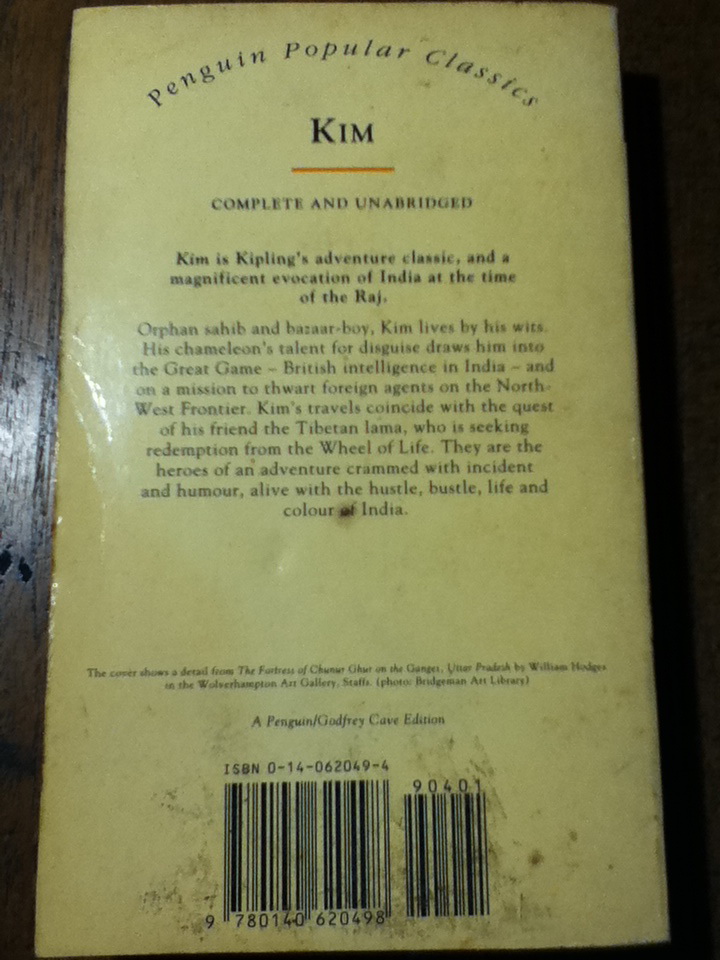 Penguin Popular Classics
KIM
COMPLETE AND UNABRIDGED
Kim is Kipling's adventure classic, and a
magnificent evocation of India at the time
of the Raj.
Orphan sahib and bazaar-boy, Kim lives by his wits.
His chameleon's talent for disguise draws him into
the Great Game – British intelligence in India – and
on a mission to thwart foreign agents on the North-
West Frontier. Kim's travels coincide with the quest
of his friend the Tibetan lama, who is seeking
redemption from the Wheel of Life. They are the
heroes of an adventure crammed with incident
and humour, alive with the hustle, bustle, life and
colour of India.
The cover shows a detail from The Fortress of Chunur Ghur on the Ganges, Uttar Pradesh by William Hodges
in the Wolverhampton Art Gallery, Staffs. (photo: Bridgeman Art Library)
A Penguin/Godfrey Cave Edition
ISBN 0-14-062049-4
90401
9 780140 620498